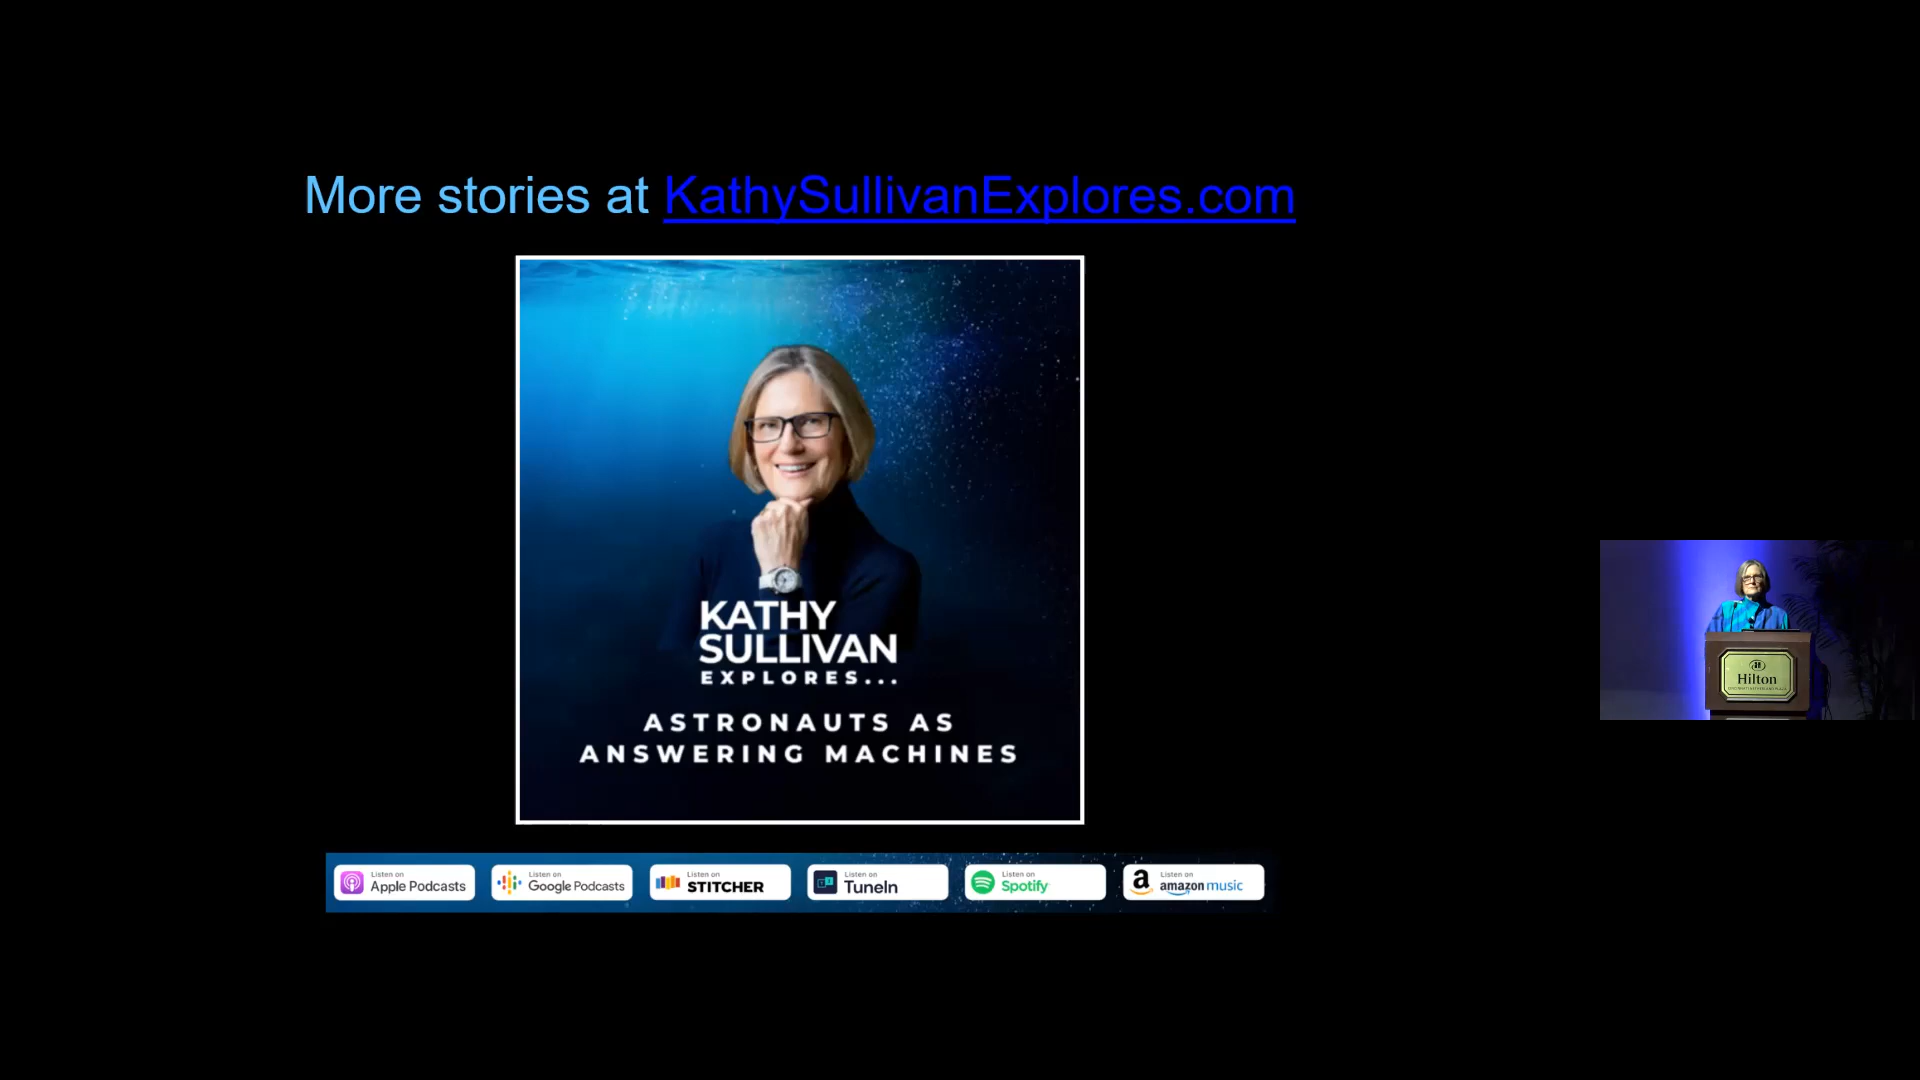 More stories at KathySullivanExplores.com
KATHY
SULLIVAN
EXPLORES...
ASTRONAUTS AS
ANSWERING MACHINES
Listen on
Apple Podcasts
Listen on
Google Podcasts
Listen on
STITCHER
Listen on
TuneIn
Listen on
Spotify
Listen on
amazon music
Hilton